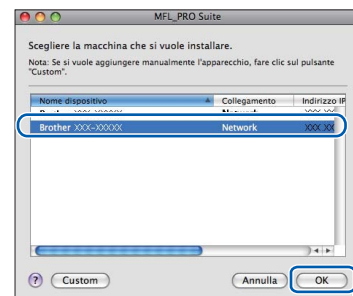 MFL_PRO Suite
Scegliere la macchina che si vuole installare.
Nota: Se si vuole aggiungere manualmente l'apparecchio, fare clic sul pulsante
"Custom".
Nome dispositivo Collegamento Indirizzo IP
Brother XXX-XXXXX Network XXX XX
? Custom Annulla OK